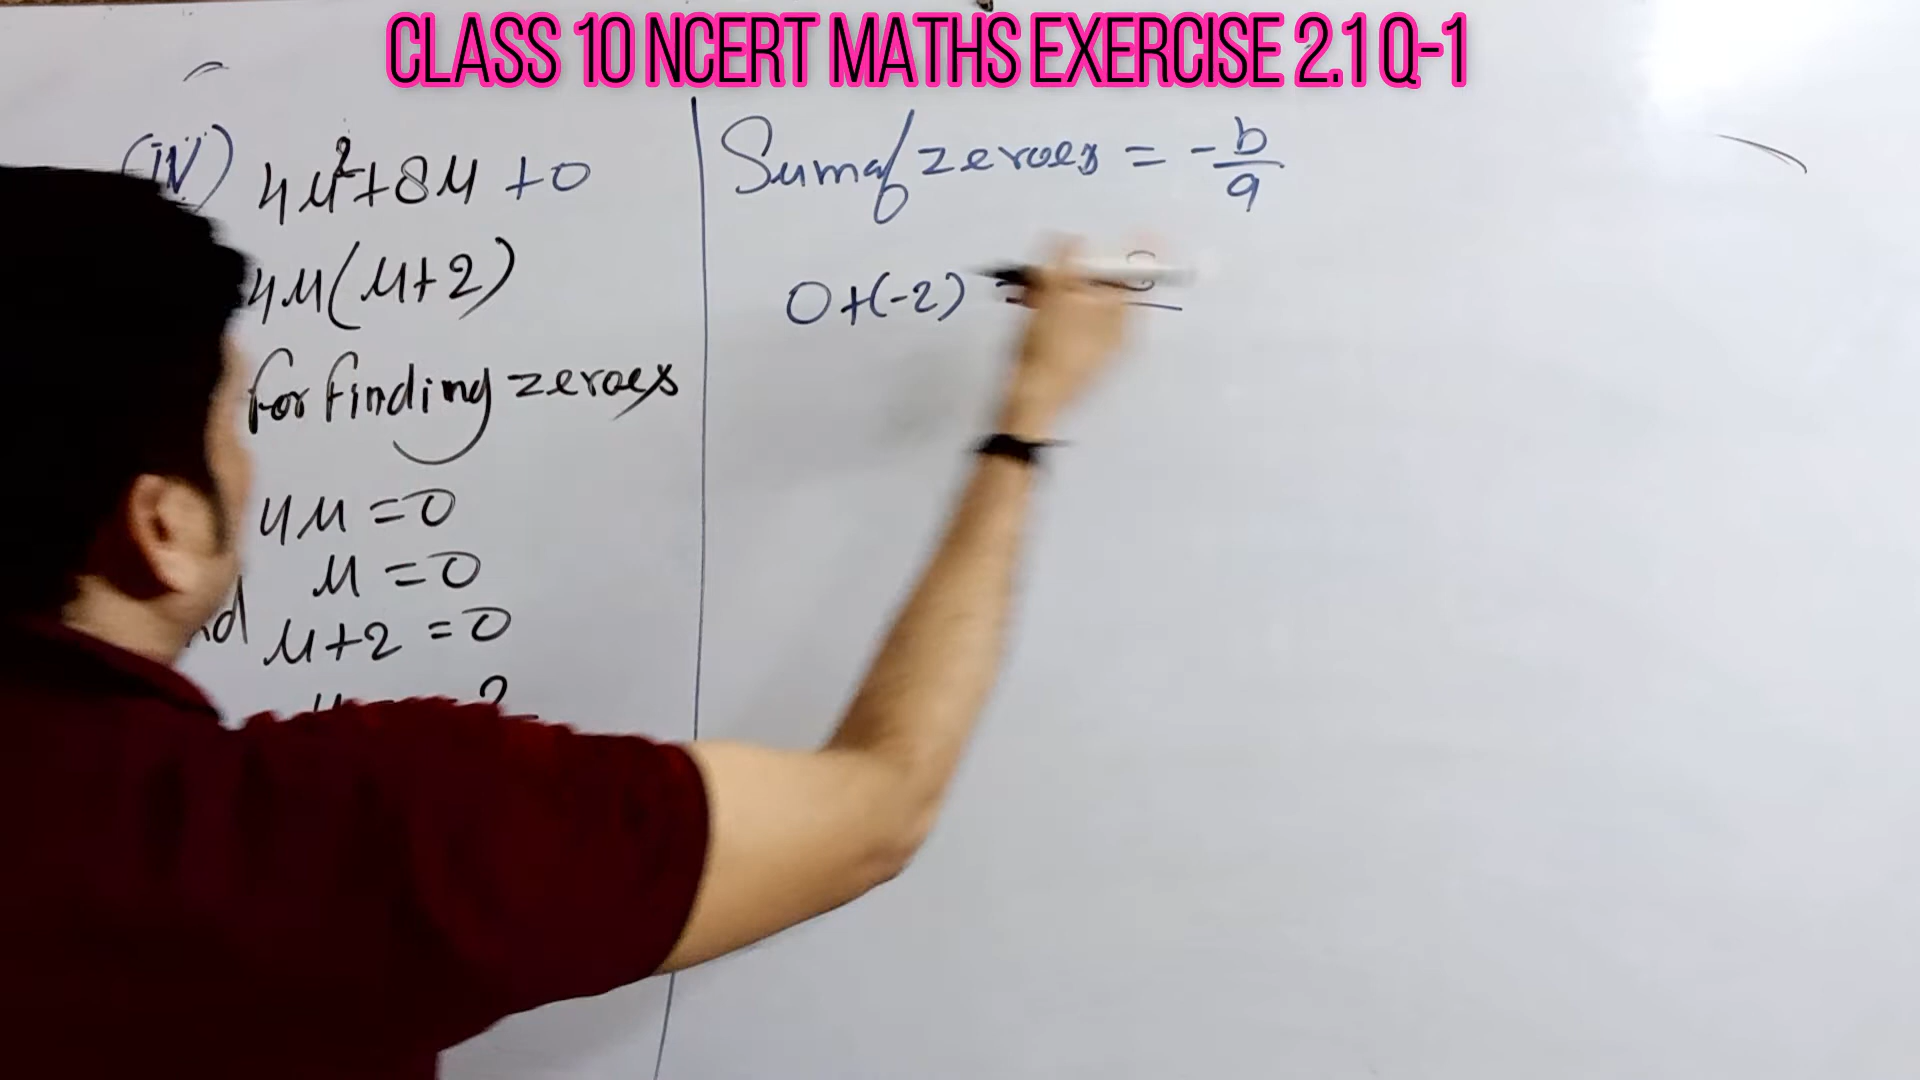 CLASS 10 NCERT MATHS EXERCISE 2.1 Q-1
(iv) 4u²+8u +0
4u(u+2)
for finding zeroes
4u =0
u =0
u+2 =0
Sum of zeroes = -b/a
0+(-2) =